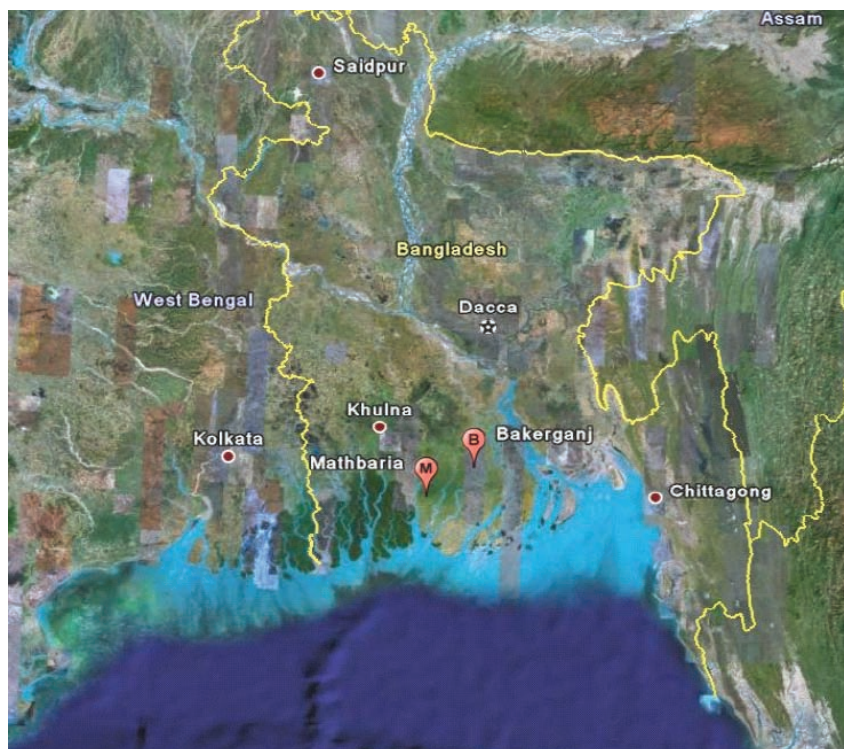 Assam
Saidpur
Bangladesh
West Bengal
Dacca
Khulna
Bakerganj
B
Kolkata
Mathbaria
M
Chittagong